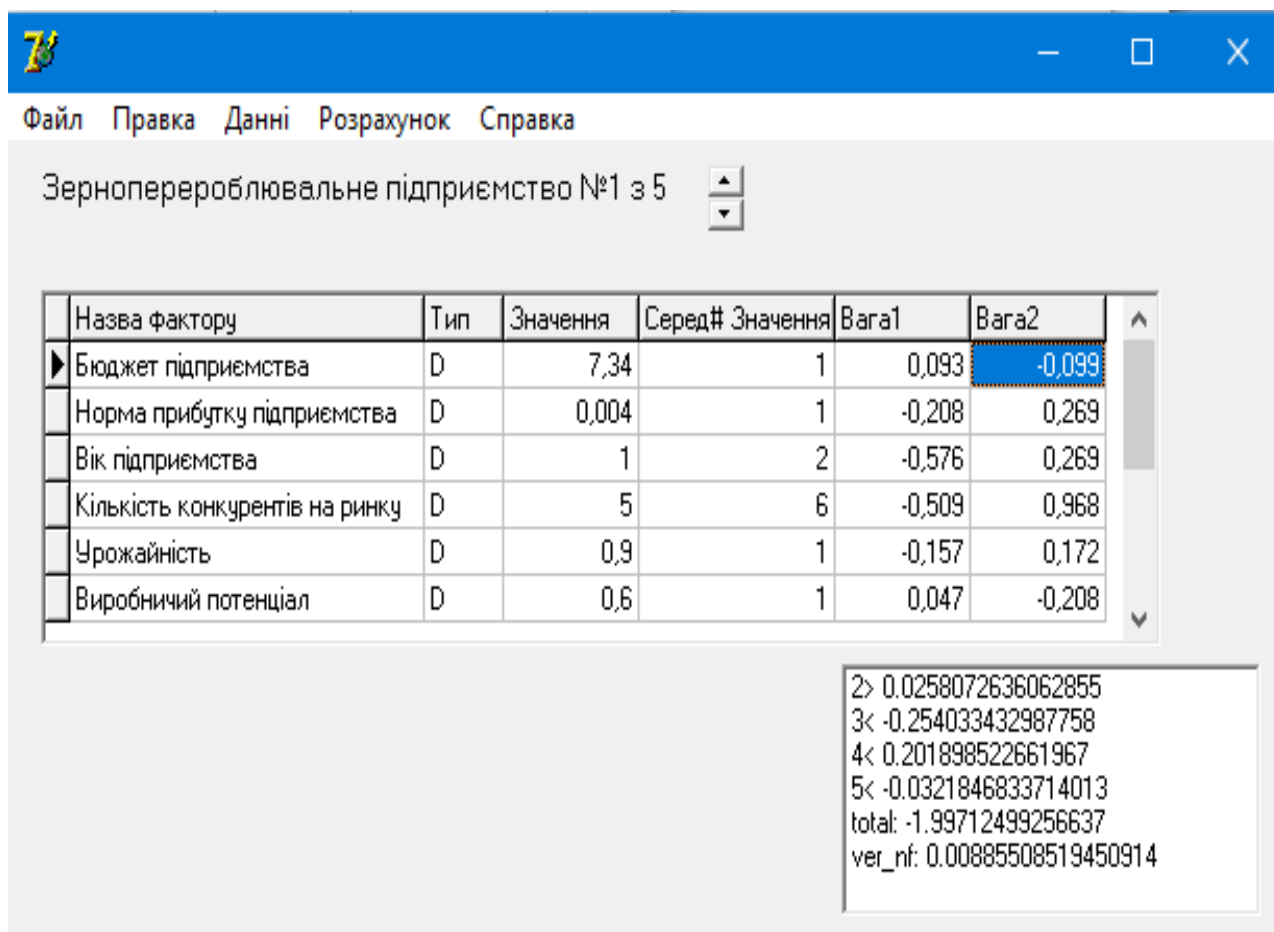 Файл Правка Данні Розрахунок Справка
Зерноперероблювальне підприємство №1 з 5
Назва фактору Тип Значення Серед# Значення Вага1 Вага2
Бюджет підприємства D 7,34 1 0,093 -0,099
Норма прибутку підприємства D 0,004 1 -0,208 0,269
Вік підприємства D 1 2 -0,576 0,269
Кількість конкурентів на ринку D 5 6 -0,509 0,968
Урожайність D 0,9 1 -0,157 0,172
Виробничий потенціал D 0,6 1 0,047 -0,208
2> 0.0258072636062855
3< -0.254033432987758
4< 0.201898522661967
5< -0.0321846833714013
total: -1.99712499256637
ver_nf: 0.00885508519450914